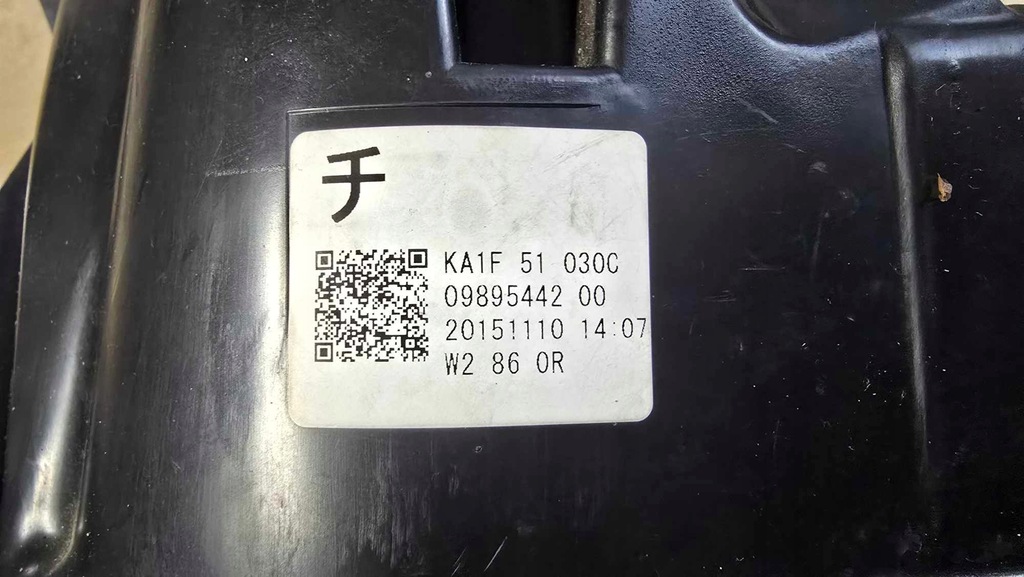 チ
KA1F 51 030C
09895442 00
20151110 14:07
W2 86 0R